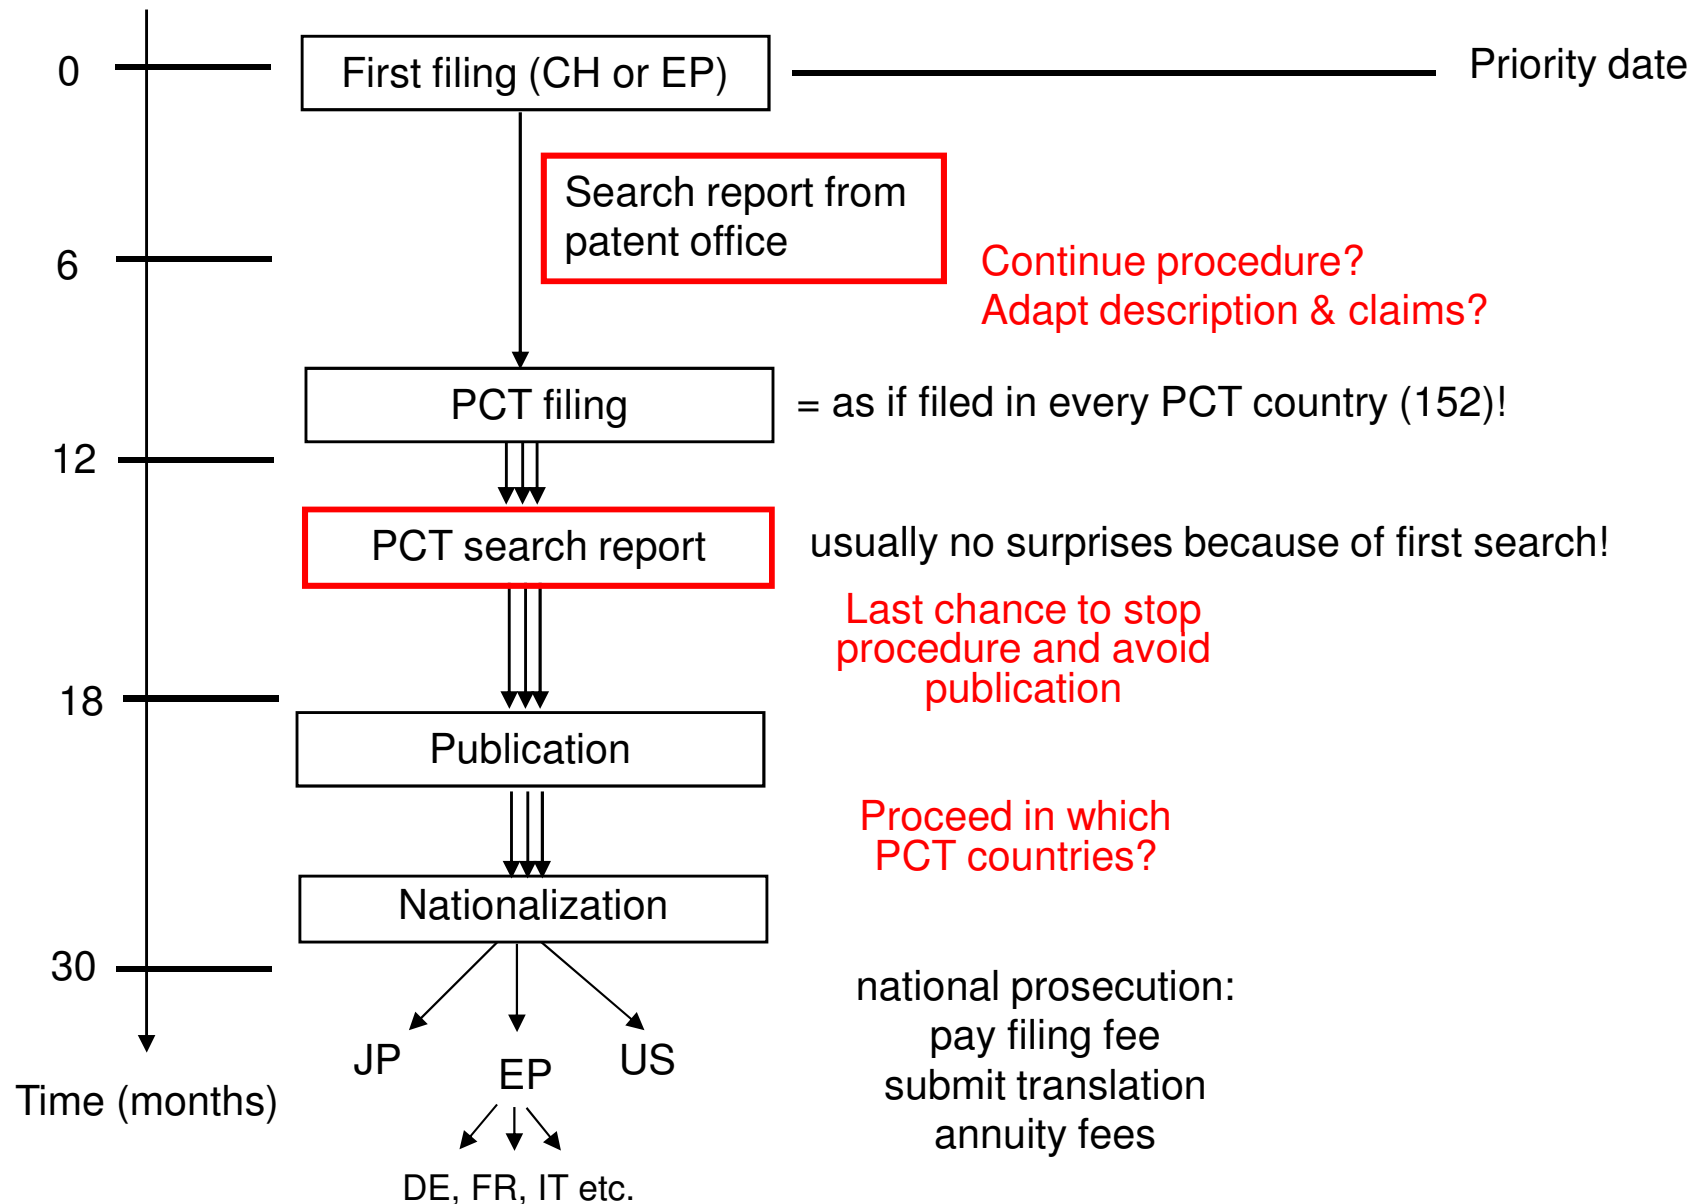 0
First filing (CH or EP)
Priority date
Search report from
patent office
6
Continue procedure?
Adapt description & claims?
PCT filing
= as if filed in every PCT country (152)!
12
PCT search report
usually no surprises because of first search!
Last chance to stop
procedure and avoid
publication
18
Publication
Proceed in which
PCT countries?
Nationalization
30
national prosecution:
pay filing fee
submit translation
annuity fees
JP
EP
US
Time (months)
DE, FR, IT etc.